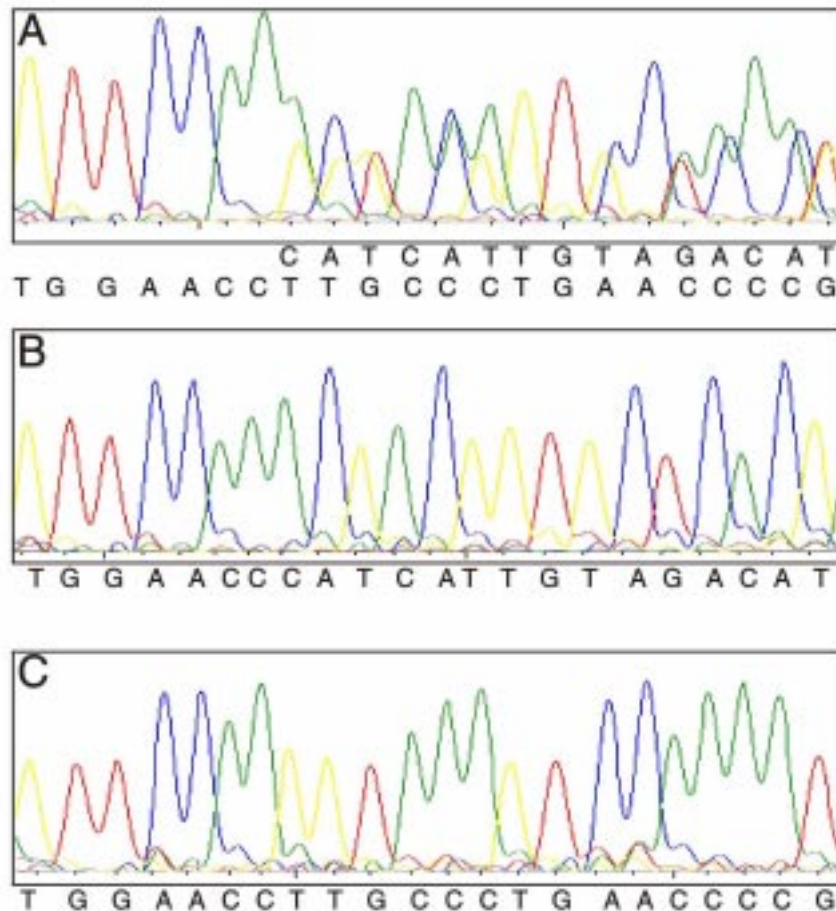 A
C A T C A T T G T A G A C A T
T G G A A C C T T G C C C T G A A C C C C G
B
T G G A A C C C A T C A T T G T A G A C A T
C
T G G A A C C T T G C C C T G A A C C C C G